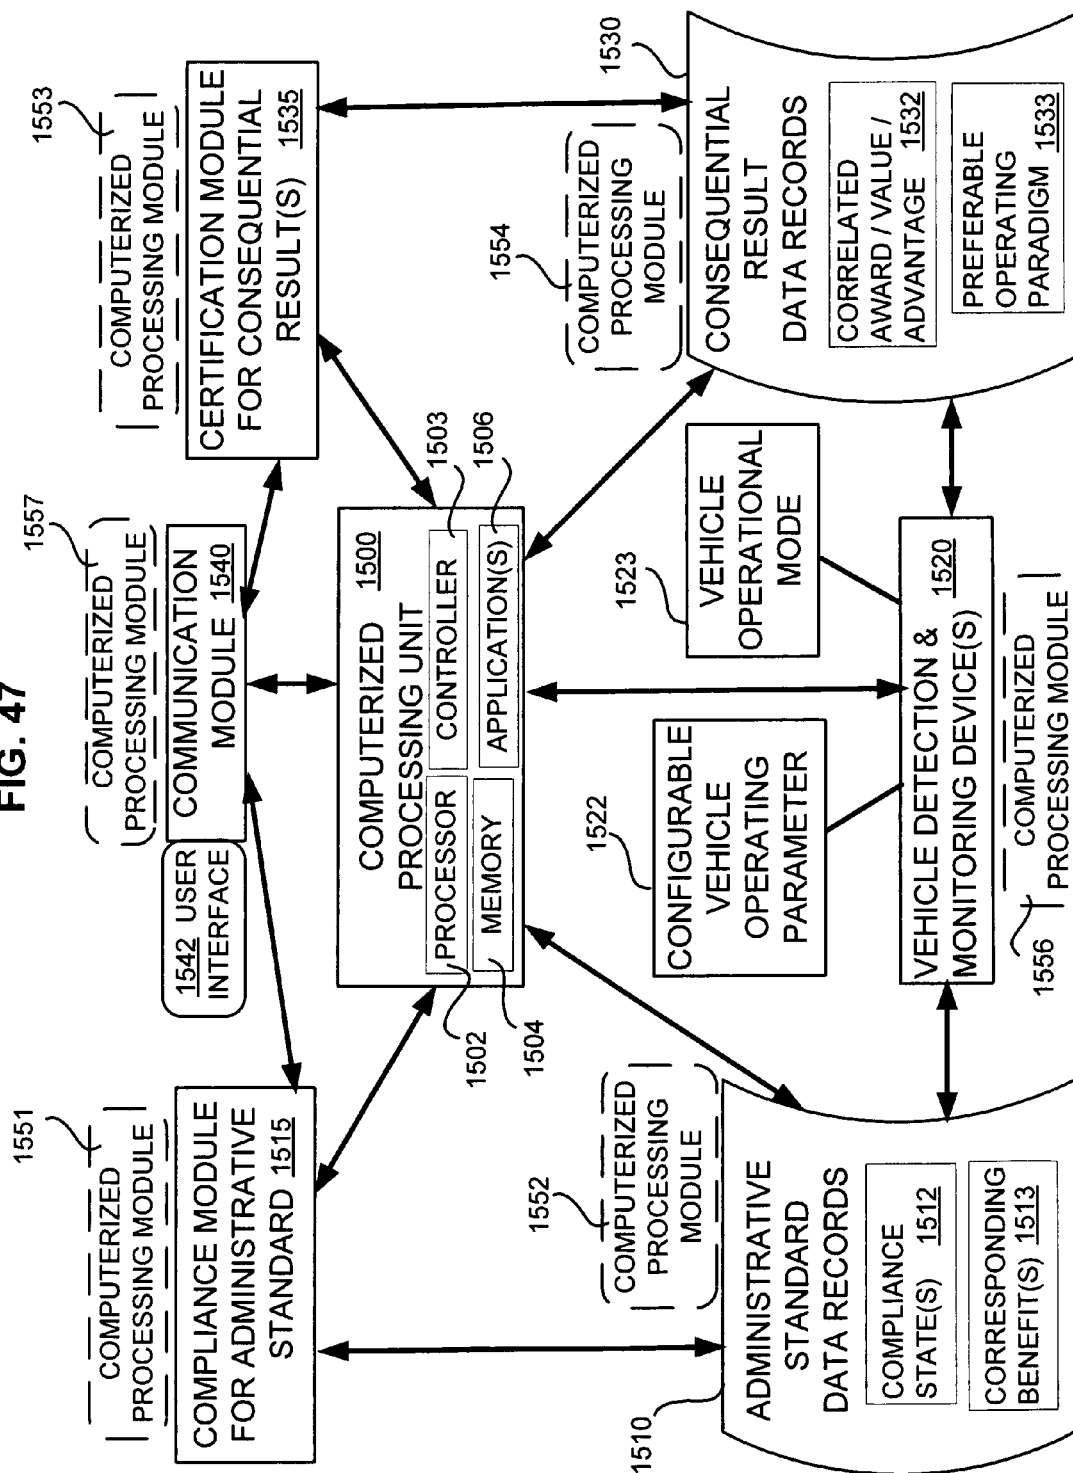 FIG. 47
1551
COMPUTERIZED
PROCESSING MODULE
COMPLIANCE MODULE
FOR ADMINISTRATIVE
STANDARD 1515
1557
COMPUTERIZED
PROCESSING MODULE
1542 USER
INTERFACE
COMMUNICATION
MODULE 1540
1553
COMPUTERIZED
PROCESSING MODULE
CERTIFICATION MODULE
FOR CONSEQUENTIAL
RESULT(S) 1535
COMPUTERIZED
PROCESSING UNIT
1500
PROCESSOR
CONTROLLER
MEMORY
APPLICATION(S)
1502
1504
1503
1506
1552
COMPUTERIZED
PROCESSING
MODULE
1510
ADMINISTRATIVE
STANDARD
DATA RECORDS
COMPLIANCE
STATE(S) 1512
CORRESPONDING
BENEFIT(S) 1513
1522
CONFIGURABLE
VEHICLE
OPERATING
PARAMETER
1523
VEHICLE
OPERATIONAL
MODE
VEHICLE DETECTION & 1520
MONITORING DEVICE(S)
1556
COMPUTERIZED
PROCESSING MODULE
1554
COMPUTERIZED
PROCESSING
MODULE
1530
CONSEQUENTIAL
RESULT
DATA RECORDS
CORRELATED
AWARD / VALUE /
ADVANTAGE 1532
PREFERABLE
OPERATING
PARADIGM 1533